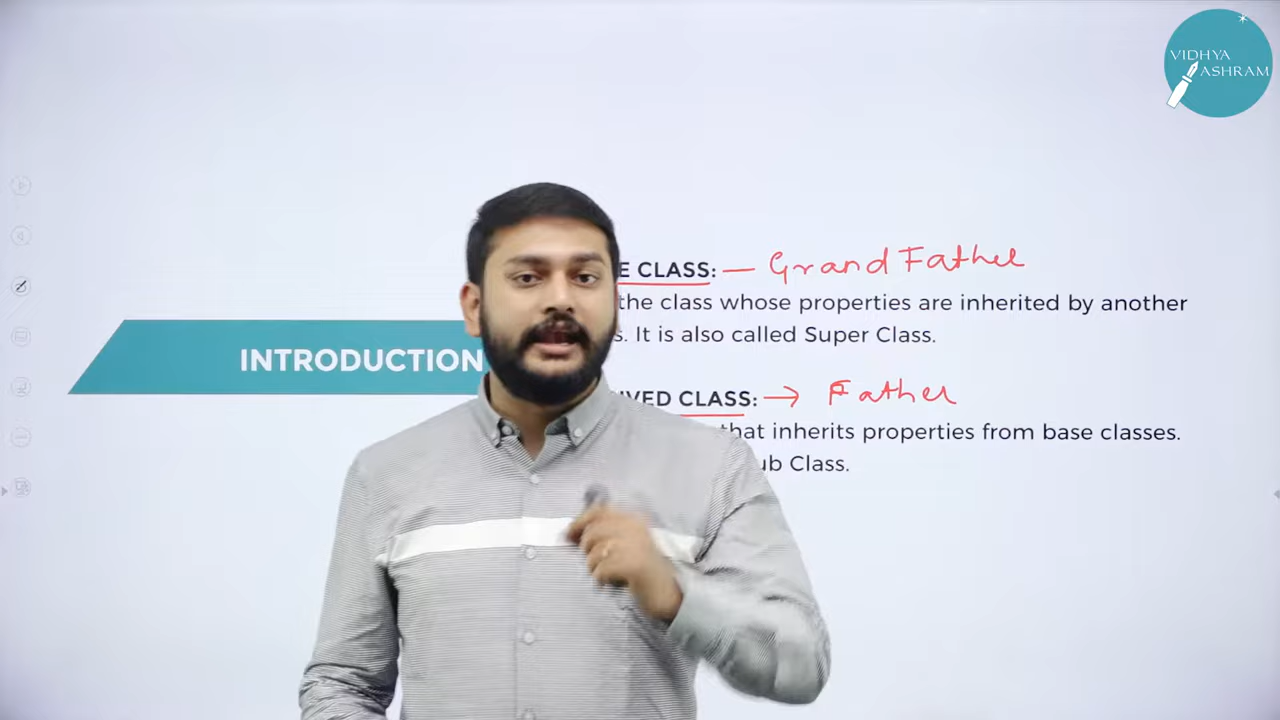 VIDHYA
ASHRAM
E CLASS: — Grand Father
the class whose properties are inherited by another
s. It is also called Super Class.
INTRODUCTION
IVED CLASS: → Father
that inherits properties from base classes.
ub Class.